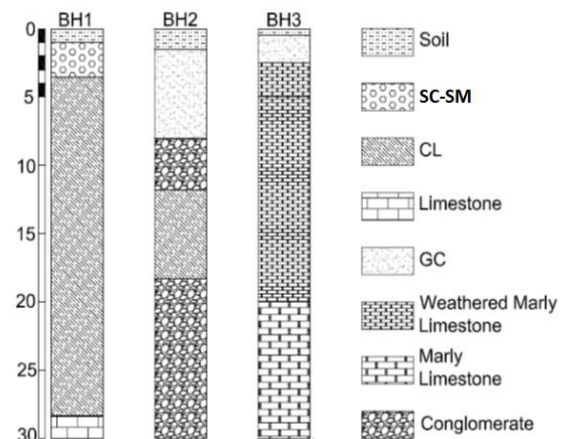 BH1 BH2 BH3
0
5
10
15
20
25
30
Soil
SC-SM
CL
Limestone
GC
Weathered Marly
Limestone
Marly
Limestone
Conglomerate